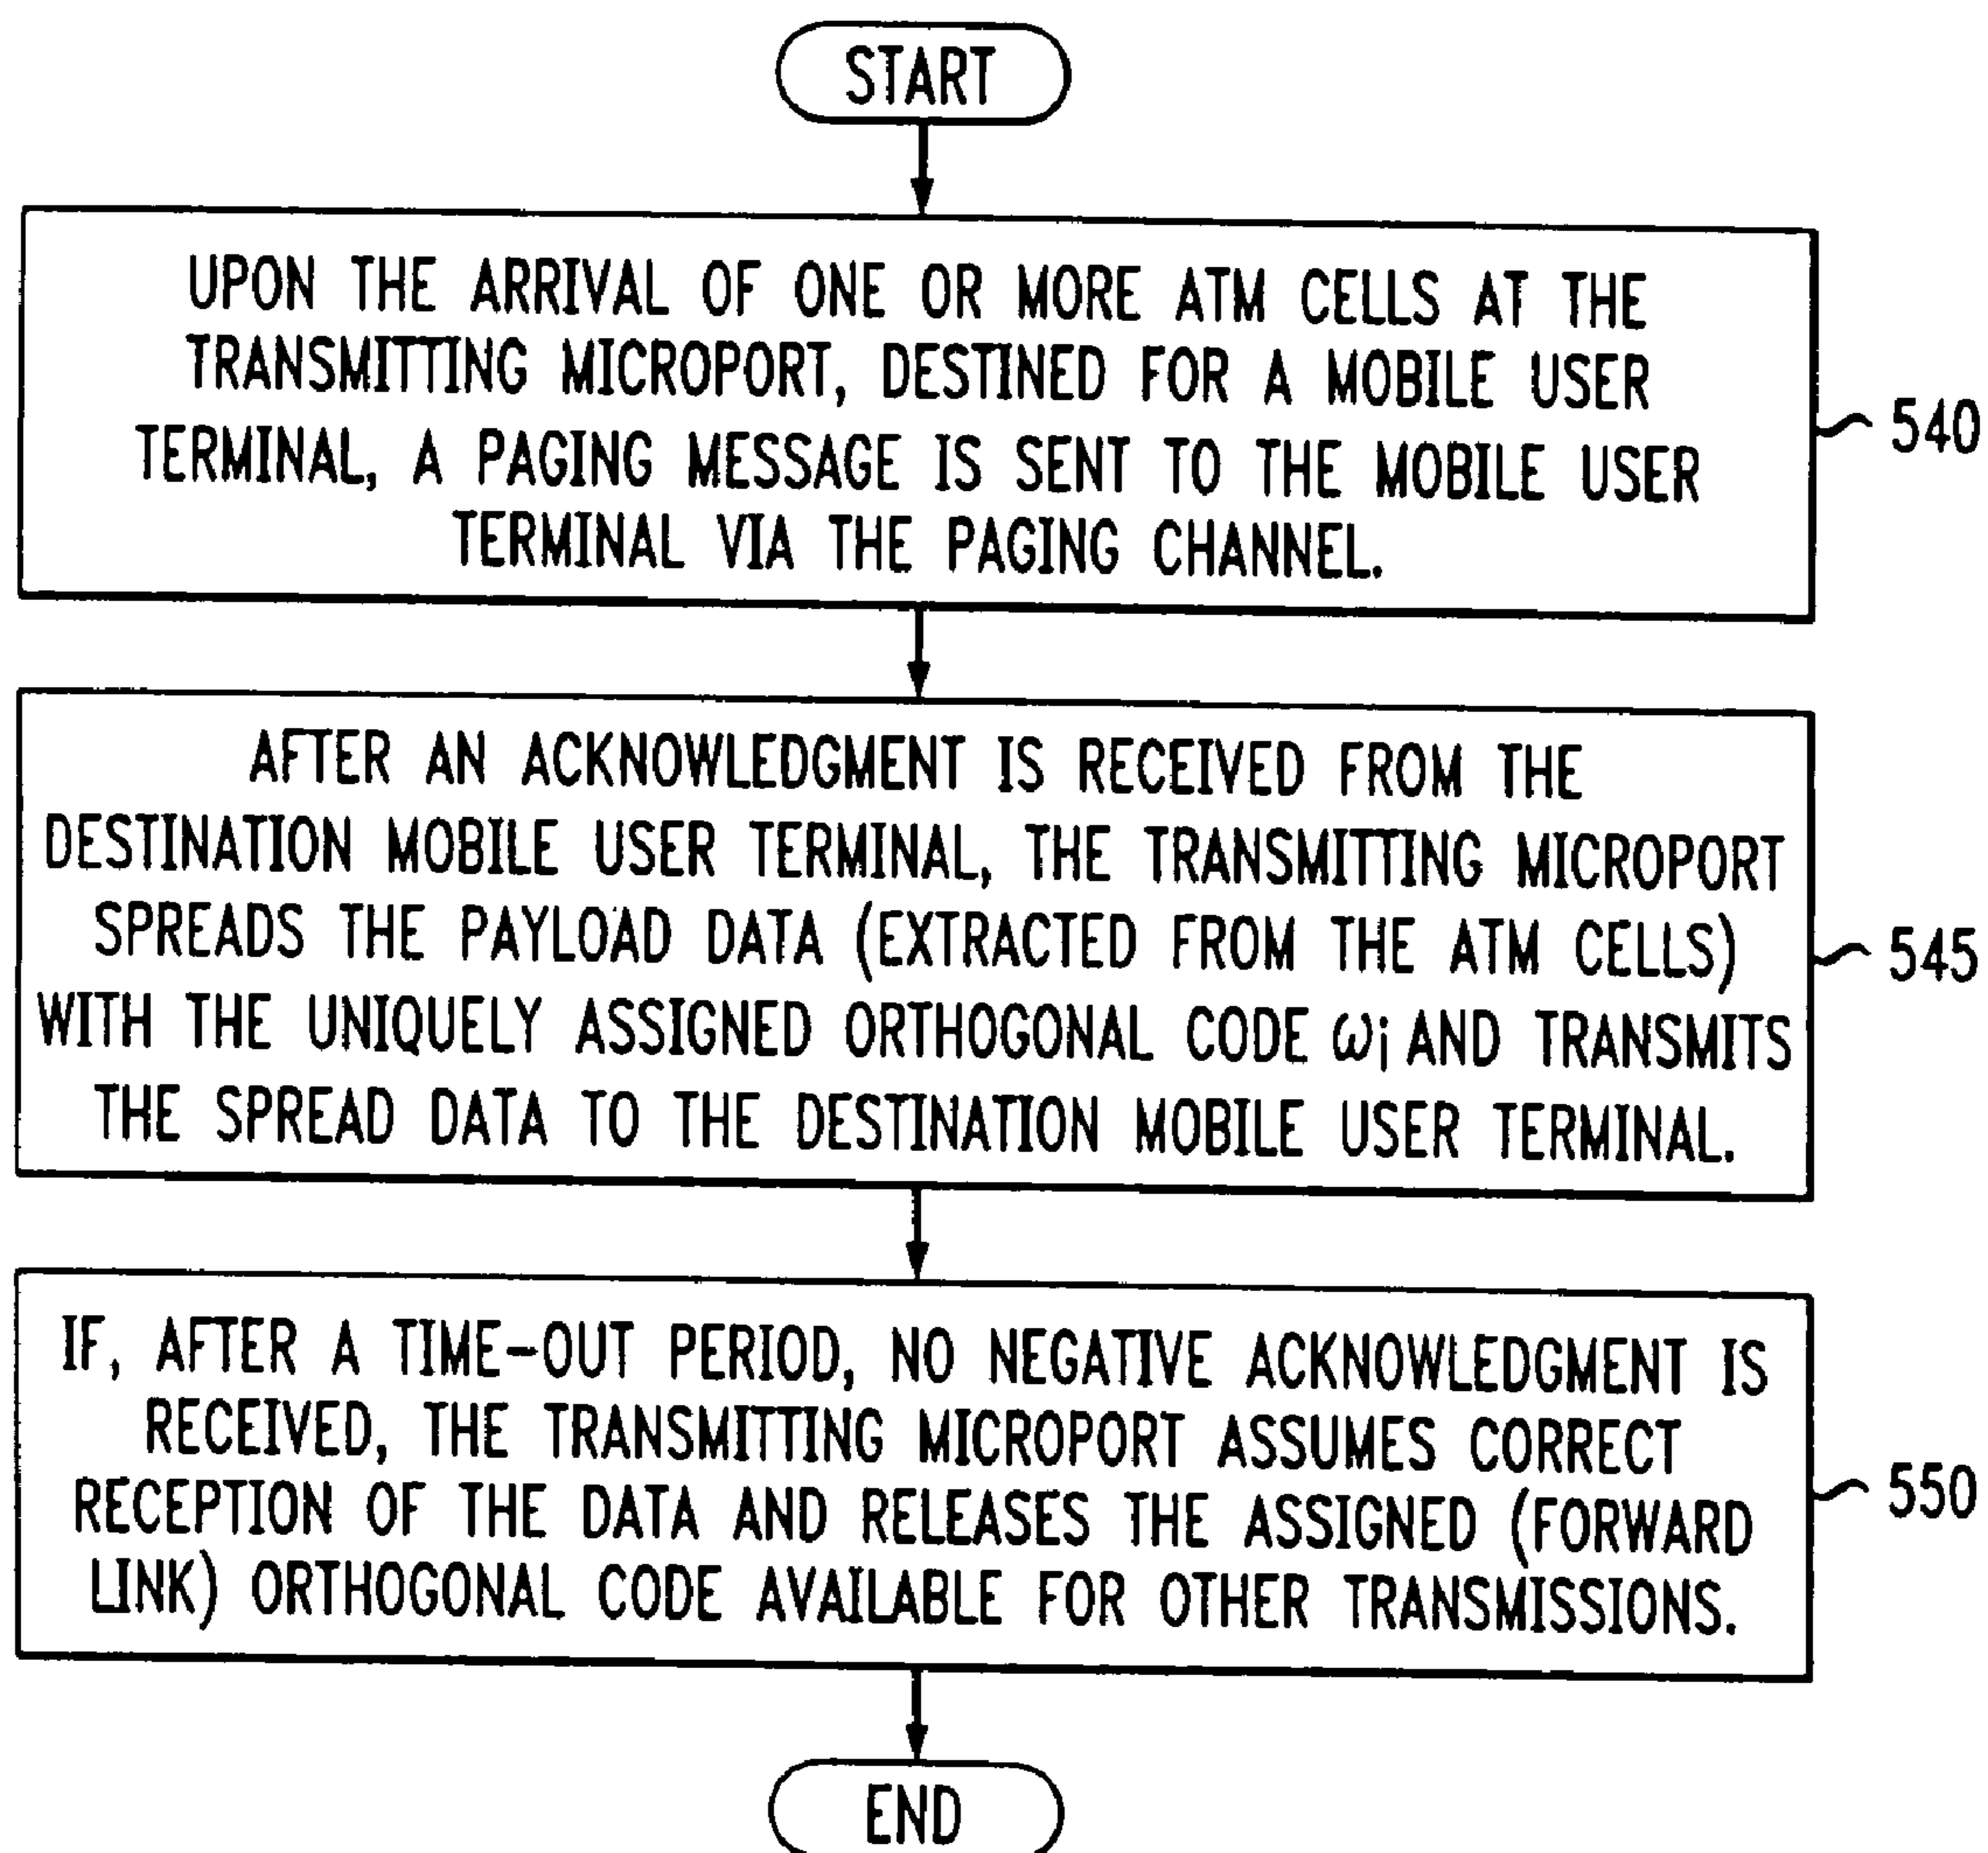 START
UPON THE ARRIVAL OF ONE OR MORE ATM CELLS AT THE
TRANSMITTING MICROPORT, DESTINED FOR A MOBILE USER
TERMINAL, A PAGING MESSAGE IS SENT TO THE MOBILE USER
TERMINAL VIA THE PAGING CHANNEL.
540
AFTER AN ACKNOWLEDGMENT IS RECEIVED FROM THE
DESTINATION MOBILE USER TERMINAL, THE TRANSMITTING MICROPORT
SPREADS THE PAYLOAD DATA (EXTRACTED FROM THE ATM CELLS)
WITH THE UNIQUELY ASSIGNED ORTHOGONAL CODE ωi AND TRANSMITS
THE SPREAD DATA TO THE DESTINATION MOBILE USER TERMINAL.
545
IF, AFTER A TIME-OUT PERIOD, NO NEGATIVE ACKNOWLEDGMENT IS
RECEIVED, THE TRANSMITTING MICROPORT ASSUMES CORRECT
RECEPTION OF THE DATA AND RELEASES THE ASSIGNED (FORWARD
LINK) ORTHOGONAL CODE AVAILABLE FOR OTHER TRANSMISSIONS.
550
END